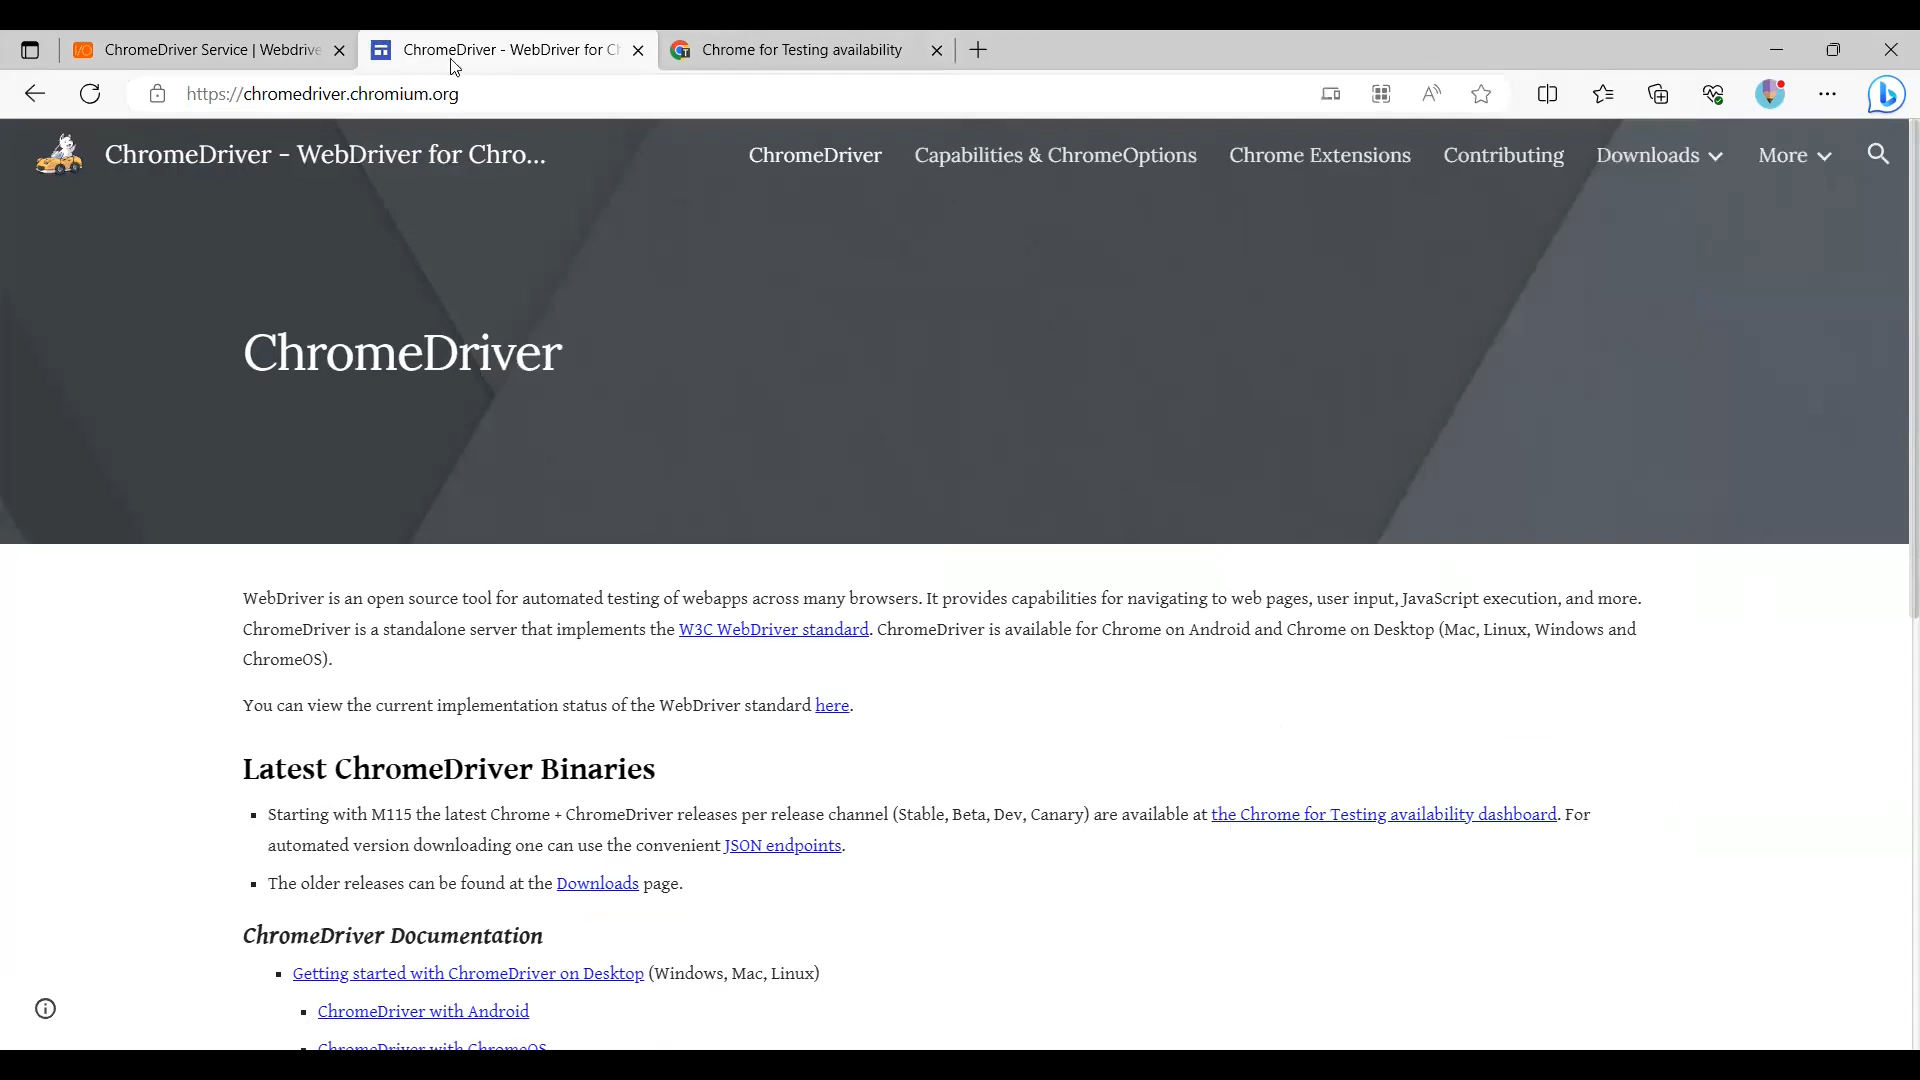 ChromeDriver Service | Webdrive
ChromeDriver - WebDriver for Ch
Chrome for Testing availability
https://chromedriver.chromium.org
ChromeDriver - WebDriver for Chro...
ChromeDriver
Capabilities & ChromeOptions
Chrome Extensions
Contributing
Downloads
More
ChromeDriver
WebDriver is an open source tool for automated testing of webapps across many browsers. It provides capabilities for navigating to web pages, user input, JavaScript execution, and more.
ChromeDriver is a standalone server that implements the W3C WebDriver standard. ChromeDriver is available for Chrome on Android and Chrome on Desktop (Mac, Linux, Windows and
ChromeOS).
You can view the current implementation status of the WebDriver standard here.
Latest ChromeDriver Binaries
Starting with M115 the latest Chrome + ChromeDriver releases per release channel (Stable, Beta, Dev, Canary) are available at the Chrome for Testing availability dashboard. For
automated version downloading one can use the convenient JSON endpoints.
The older releases can be found at the Downloads page.
ChromeDriver Documentation
Getting started with ChromeDriver on Desktop (Windows, Mac, Linux)
ChromeDriver with Android
ChromeDriver with ChromeOS